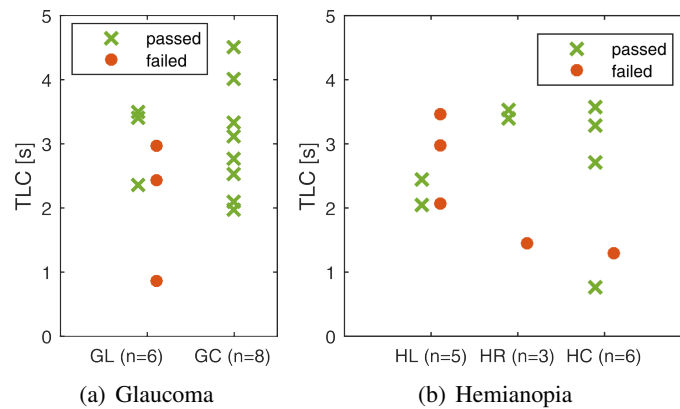 5
4
3
2
1
0
TLC [s]
passed
failed
GL (n=6)
GC (n=8)
(a) Glaucoma
5
4
3
2
1
0
TLC [s]
passed
failed
HL (n=5)
HR (n=3)
HC (n=6)
(b) Hemianopia